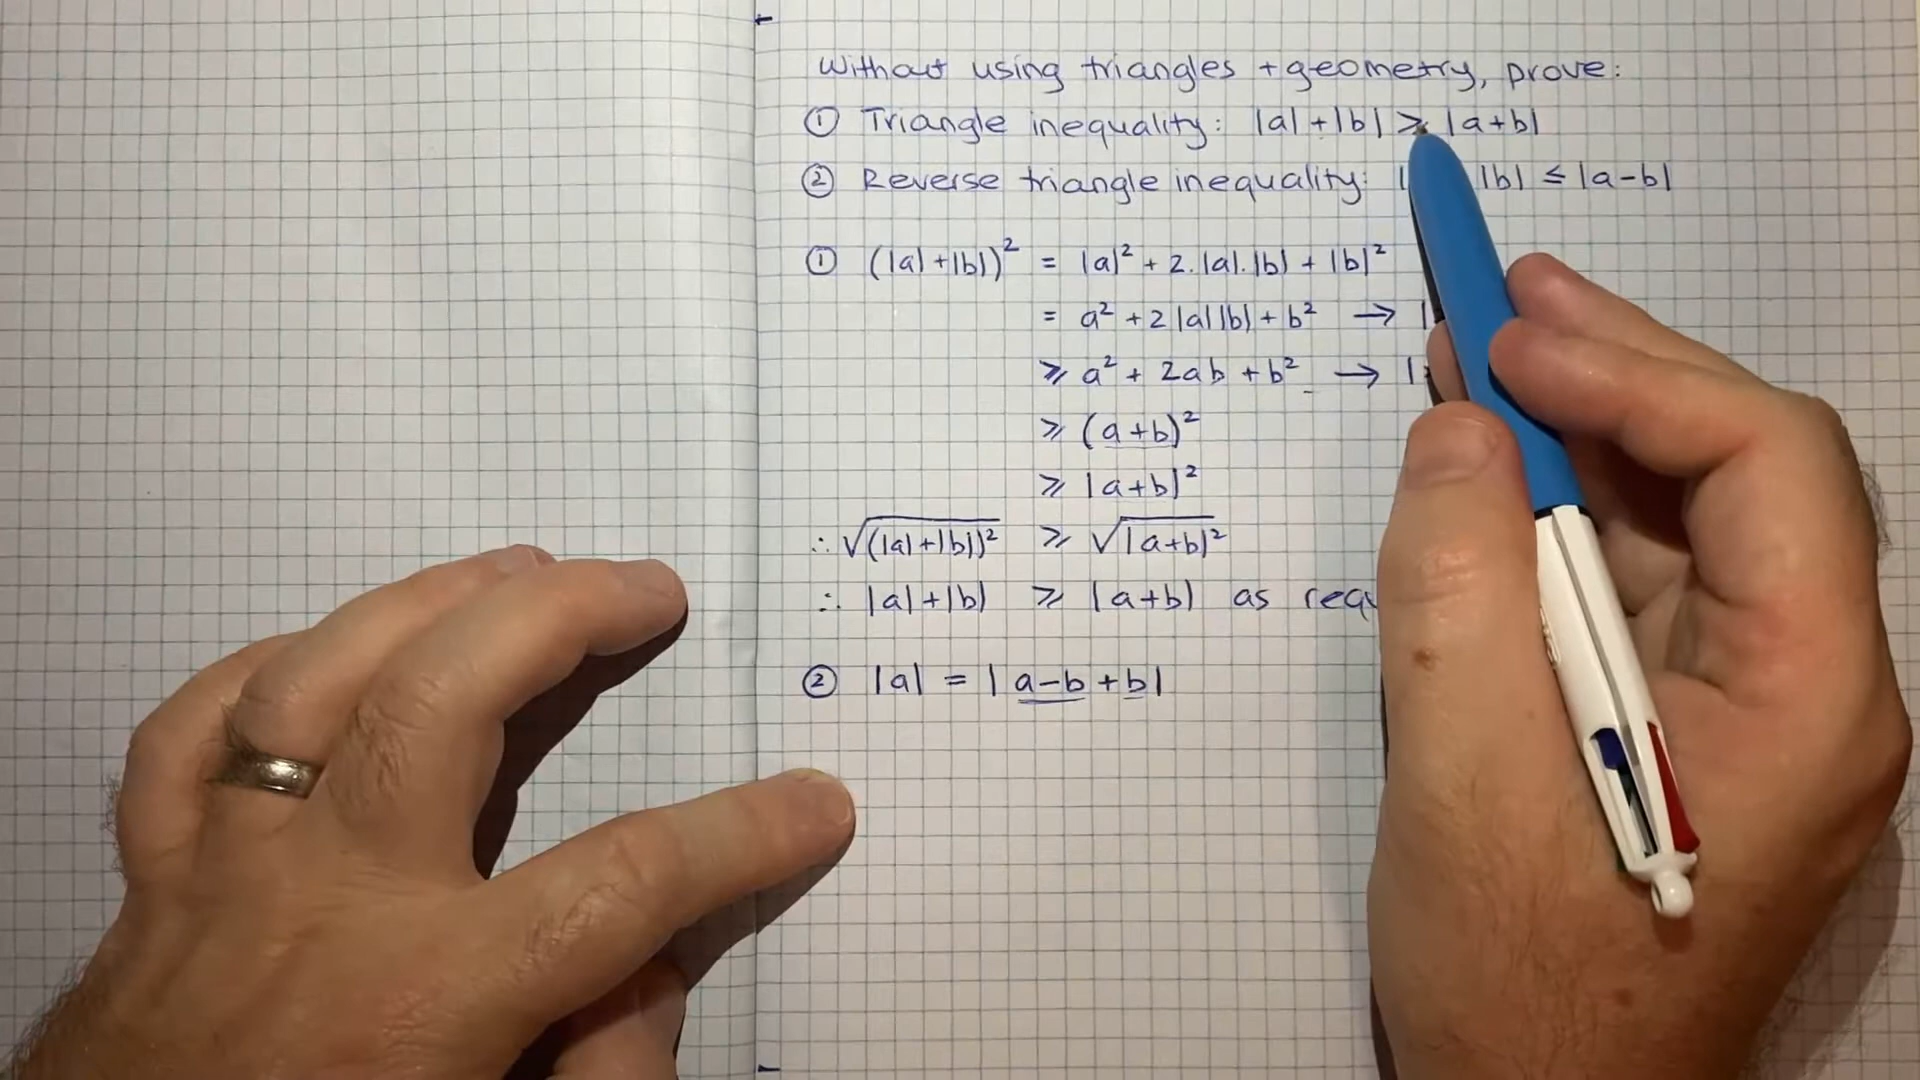 Without using triangles + geometry, prove:
① Triangle inequality: |a| + |b| ⩾ |a+b|
② Reverse triangle inequality: |b| ≤ |a-b|
① (|a| + |b|)² = |a|² + 2.|a|.|b| + |b|²
= a² + 2|a||b| + b² →
⩾ a² + 2ab + b² →
⩾ (a+b)²
⩾ |a+b|²
∴ √(|a|+|b|)² ⩾ √|a+b|²
∴ |a|+|b| ⩾ |a+b| as
② |a| = |a-b+b|